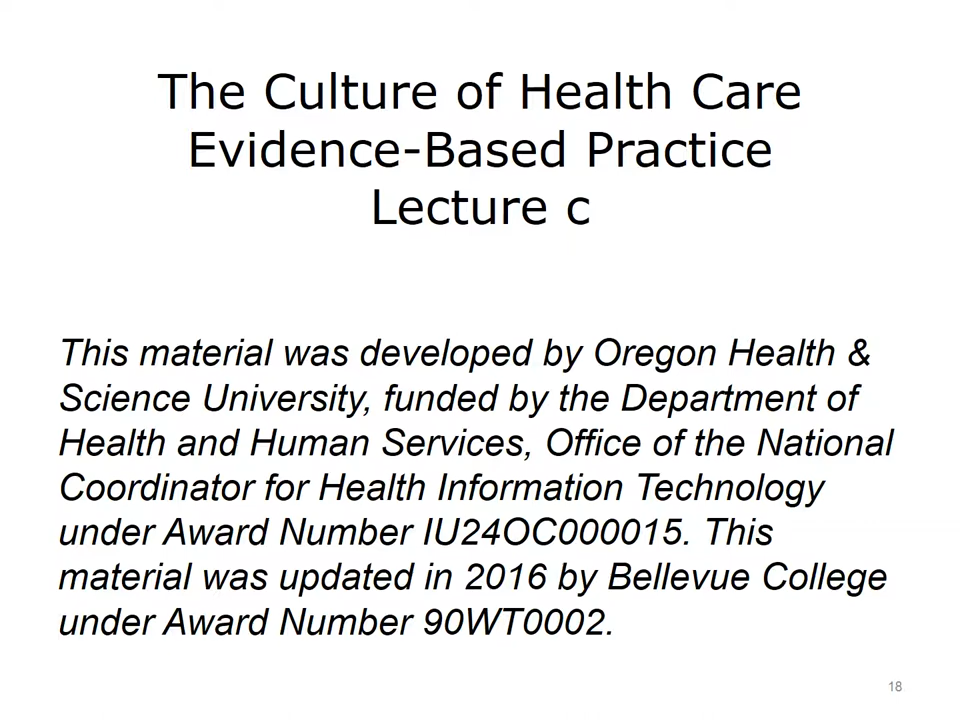 The Culture of Health Care
Evidence-Based Practice
Lecture c
This material was developed by Oregon Health &
Science University, funded by the Department of
Health and Human Services, Office of the National
Coordinator for Health Information Technology
under Award Number IU24OC000015. This
material was updated in 2016 by Bellevue College
under Award Number 90WT0002.
18